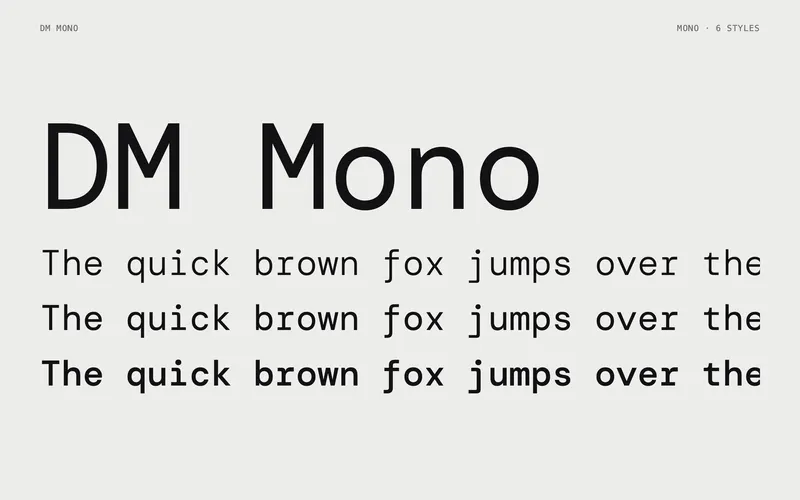 DM MONO
MONO · 6 STYLES
DM Mono
The quick brown fox jumps over the
The quick brown fox jumps over the
The quick brown fox jumps over the